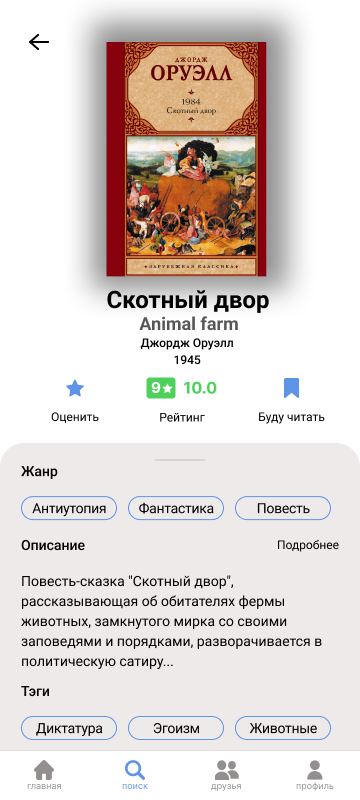 ДЖОРДЖ
ОРУЭЛЛ
1984
Скотный двор
ЗАРУБЕЖНАЯ КЛАССИКА
Скотный двор
Animal farm
Джордж Оруэлл
1945
9★ 10.0
Оценить Рейтинг Буду читать
Жанр
Антиутопия Фантастика Повесть
Описание Подробнее
Повесть-сказка "Скотный двор",
рассказывающая об обитателях фермы
животных, замкнутого мирка со своими
заповедями и порядками, разворачивается в
политическую сатиру...
Тэги
Диктатура Эгоизм Животные
главная поиск друзья профиль